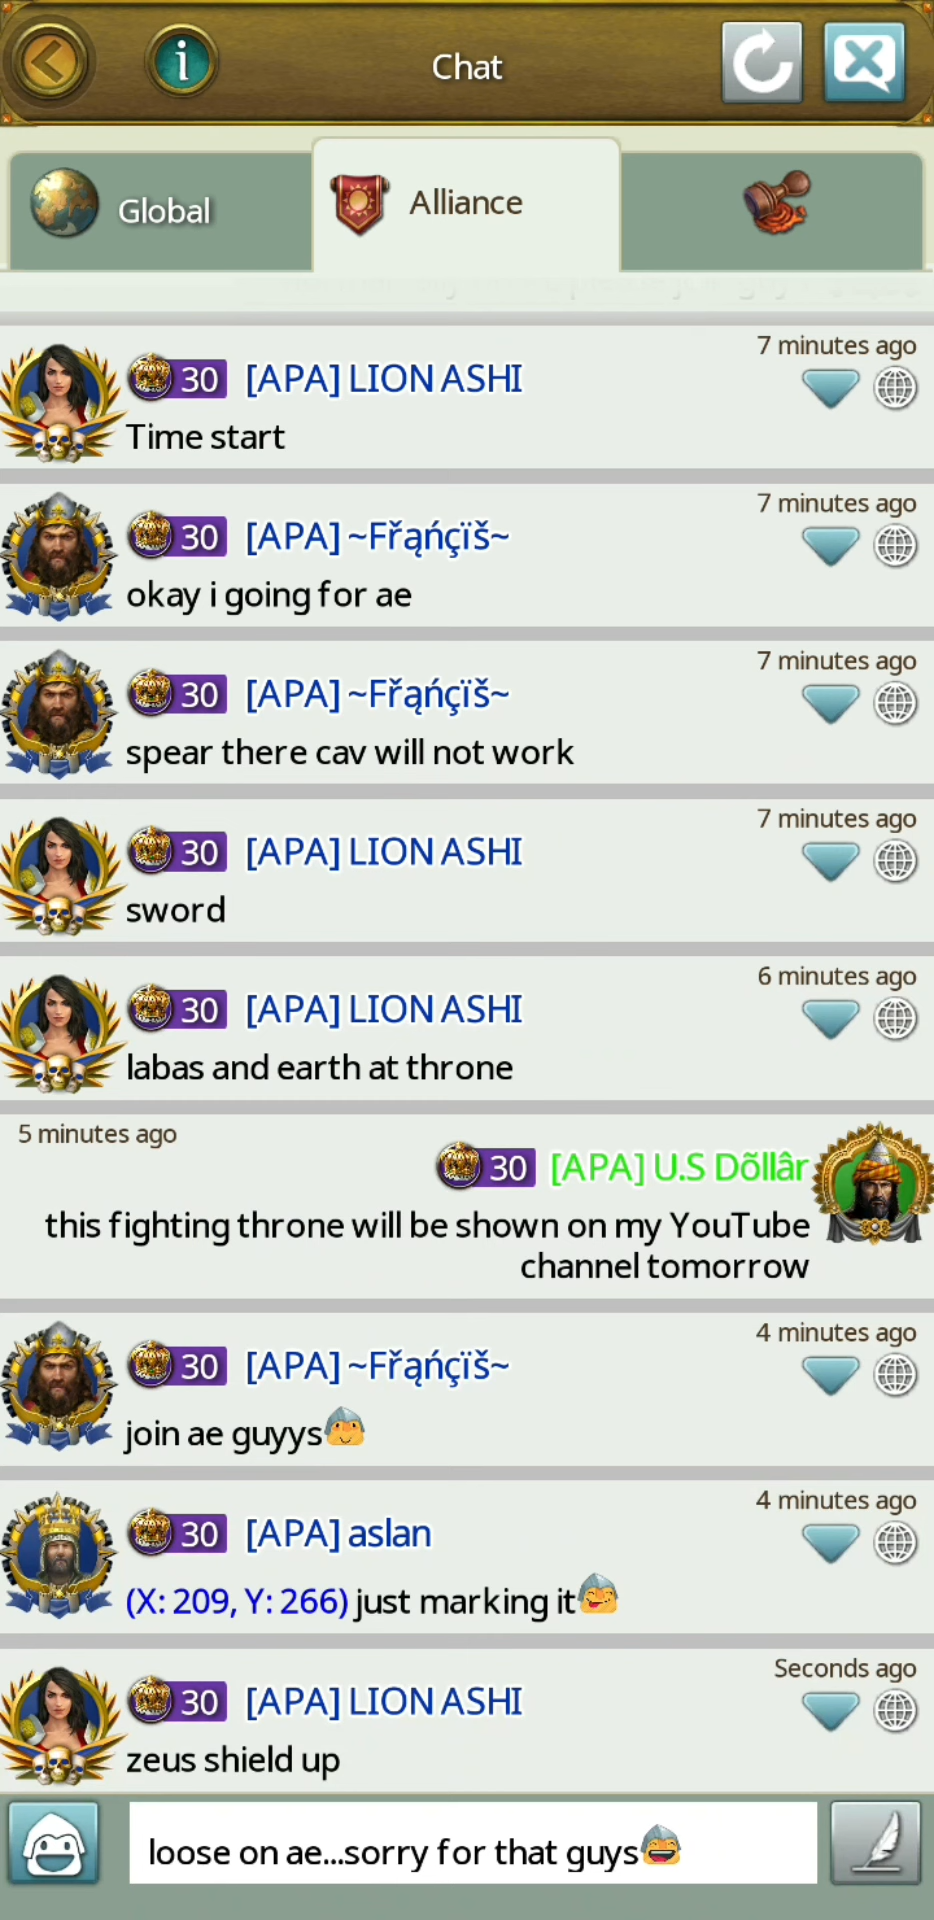 Chat
Global
Alliance
7 minutes ago
30 [APA] LION ASHI
Time start
7 minutes ago
30 [APA] ~Fřąńçïš~
okay i going for ae
7 minutes ago
30 [APA] ~Fřąńçïš~
spear there cav will not work
7 minutes ago
30 [APA] LION ASHI
sword
6 minutes ago
30 [APA] LION ASHI
labas and earth at throne
5 minutes ago
30 [APA] U.S Dõllâr
this fighting throne will be shown on my YouTube
channel tomorrow
4 minutes ago
30 [APA] ~Fřąńçïš~
join ae guyys
4 minutes ago
30 [APA] aslan
(X: 209, Y: 266) just marking it
Seconds ago
30 [APA] LION ASHI
zeus shield up
loose on ae...sorry for that guys